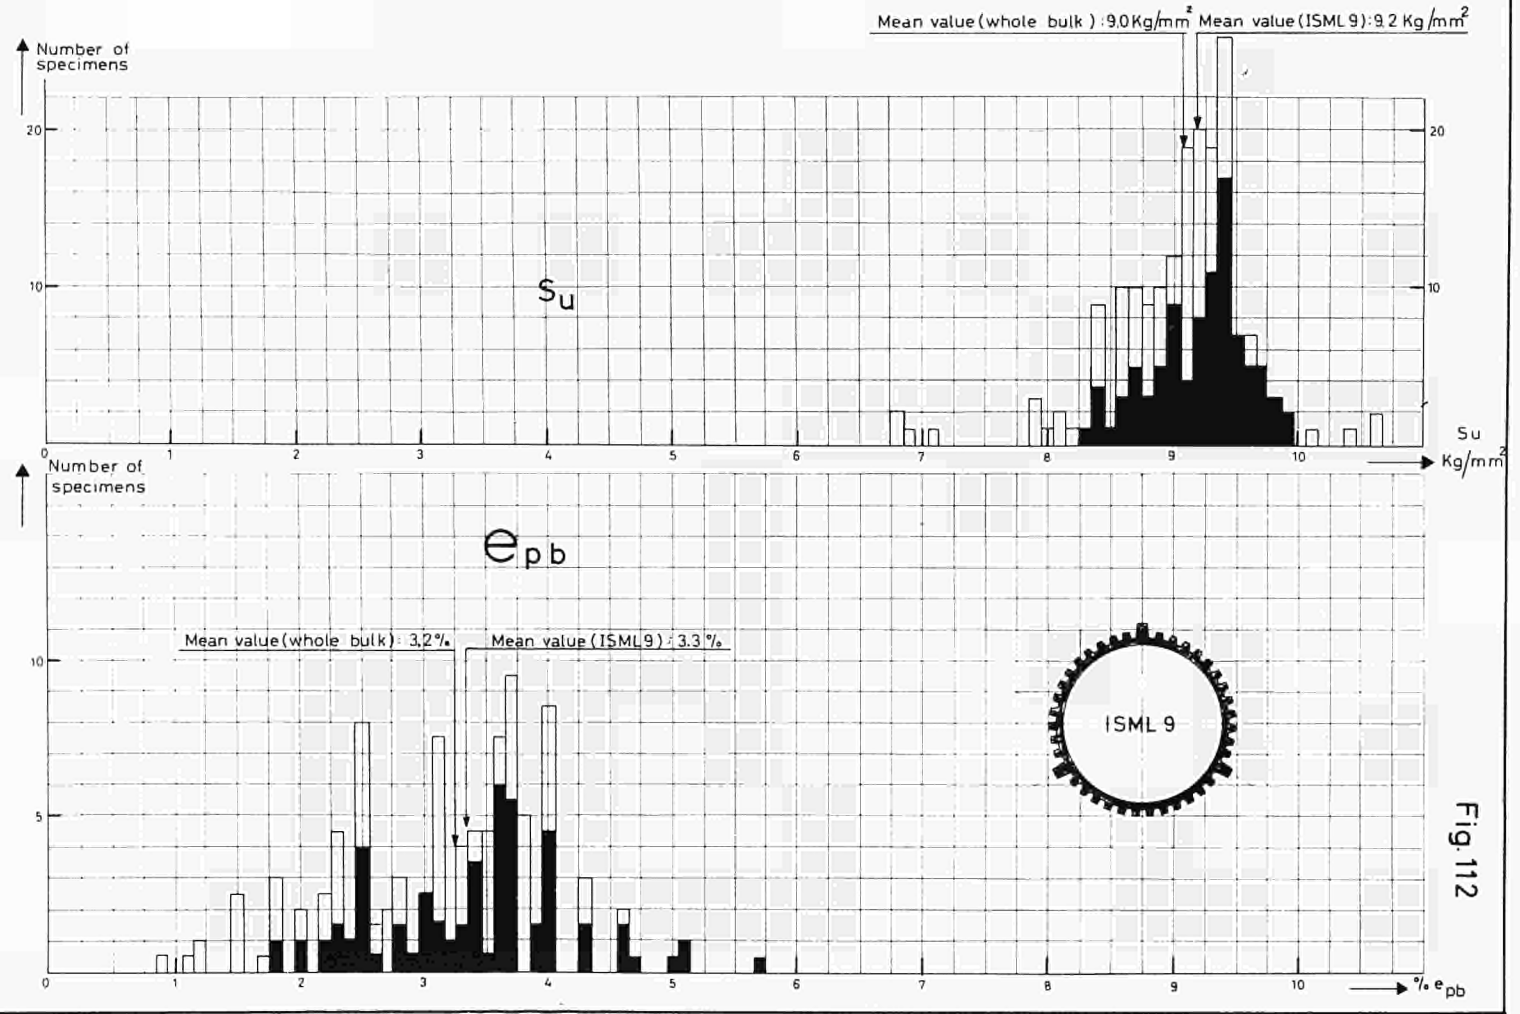 Mean value (whole bulk) : 9.0 Kg/mm² Mean value (ISML 9) : 9.2 Kg/mm²
Number of
specimens
20 20
10 10
Su
0 1 2 3 4 5 6 7 8 9 10
Su
Kg/mm²
Number of
specimens
epb
Mean value (whole bulk) : 3.2% Mean value (ISML 9) : 3.3%
10
ISML 9
5
Fig. 112
0 1 2 3 4 5 6 7 8 9 10
% epb